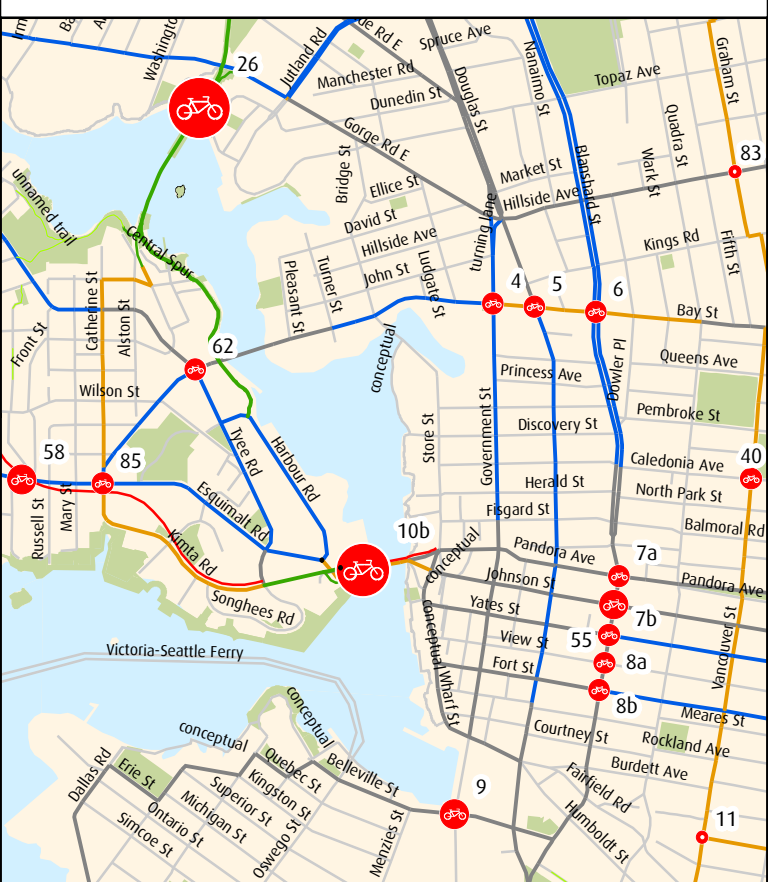 Irm
Ba
A
Washingto
26
Jutland Rd
de Rd E
Spruce Ave
Manchester Rd
Dunedin St
Douglas St
Nanaimo St
Topaz Ave
Graham St
Gorge Rd E
Quadra St
83
Bridge St
Market St
Wark St
Ellice St
Hillside Ave
Blanshard St
unnamed trail
David St
turning lane
Kings Rd
Fifth St
Hillside Ave
Central Spur
Pleasant St
Turner St
John St
Ludgate St
4
5
6
Bay St
Catherine St
Alston St
Front St
62
conceptual
Princess Ave
Dowler Pl
Queens Ave
Wilson St
Government St
Pembroke St
Store St
Discovery St
58
85
Tyee Rd
Harbour Rd
Caledonia Ave
40
Herald St
North Park St
Russell St
Mary St
Esquimalt Rd
Fisgard St
Balmoral Rd
10b
conceptual
Pandora Ave
7a
Kimta Rd
Johnson St
Pandora Ave
Songhees Rd
Yates St
7b
conceptual
View St
55
Vancouver St
Victoria-Seattle Ferry
Fort St
8a
8b
Wharf St
Meares St
conceptual
conceptual
Courtney St
Rockland Ave
Dallas Rd
Erie St
Quebec St
Belleville St
Burdett Ave
Kingston St
Fairfield Rd
Superior St
9
Michigan St
Humboldt St
11
Ontario St
Simcoe St
Oswego St
Menzies St